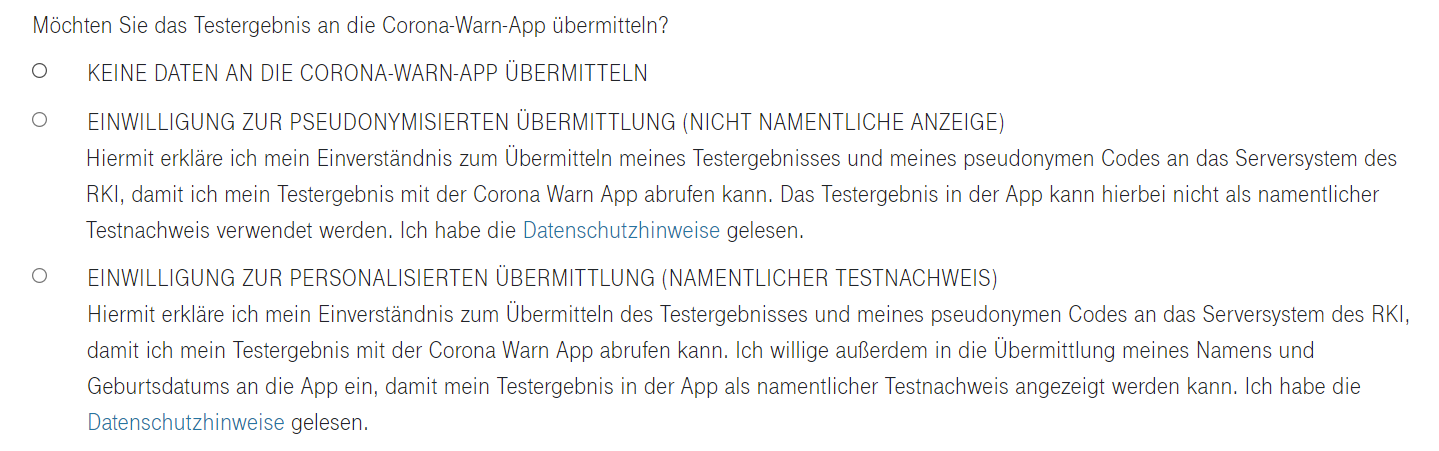 Möchten Sie das Testergebnis an die Corona-Warn-App übermitteln?
KEINE DATEN AN DIE CORONA-WARN-APP ÜBERMITTELN
EINWILLIGUNG ZUR PSEUDONYMISIERTEN ÜBERMITTLUNG (NICHT NAMENTLICHE ANZEIGE)
Hiermit erkläre ich mein Einverständnis zum Übermitteln meines Testergebnisses und meines pseudonymen Codes an das Serversystem des
RKI, damit ich mein Testergebnis mit der Corona Warn App abrufen kann. Das Testergebnis in der App kann hierbei nicht als namentlicher
Testnachweis verwendet werden. Ich habe die Datenschutzhinweise gelesen.
EINWILLIGUNG ZUR PERSONALISIERTEN ÜBERMITTLUNG (NAMENTLICHER TESTNACHWEIS)
Hiermit erkläre ich mein Einverständnis zum Übermitteln des Testergebnisses und meines pseudonymen Codes an das Serversystem des RKI,
damit ich mein Testergebnis mit der Corona Warn App abrufen kann. Ich willige außerdem in die Übermittlung meines Namens und
Geburtsdatums an die App ein, damit mein Testergebnis in der App als namentlicher Testnachweis angezeigt werden kann. Ich habe die
Datenschutzhinweise gelesen.